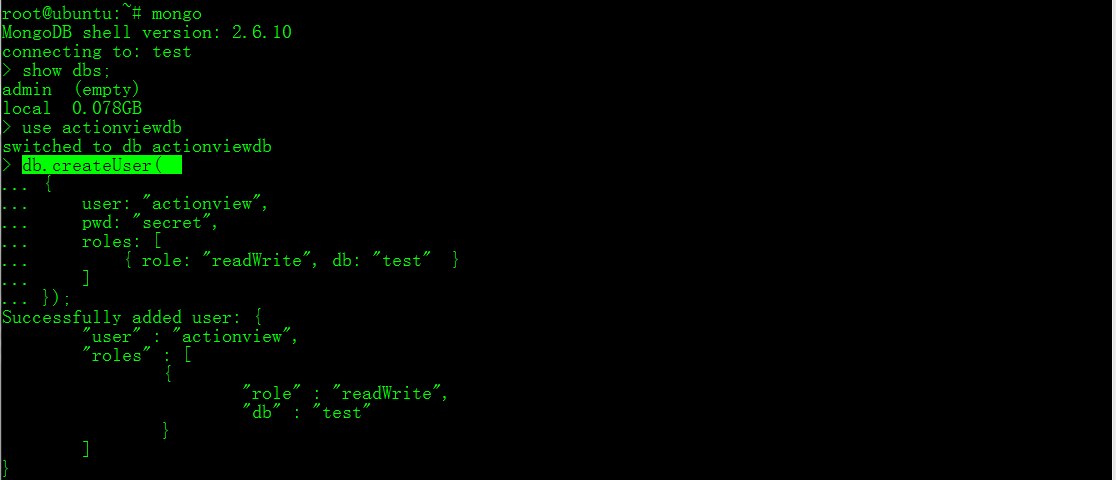 root@ubuntu:~# mongo
MongoDB shell version: 2.6.10
connecting to: test
> show dbs;
admin  (empty)
local  0.078GB
> use actionviewdb
switched to db actionviewdb
> db.createUser(
... {
...     user: "actionview",
...     pwd: "secret",
...     roles: [
...         { role: "readWrite", db: "test"  }
...     ]
... });
Successfully added user: {
        "user" : "actionview",
        "roles" : [
                {
                        "role" : "readWrite",
                        "db" : "test"
                }
        ]
}